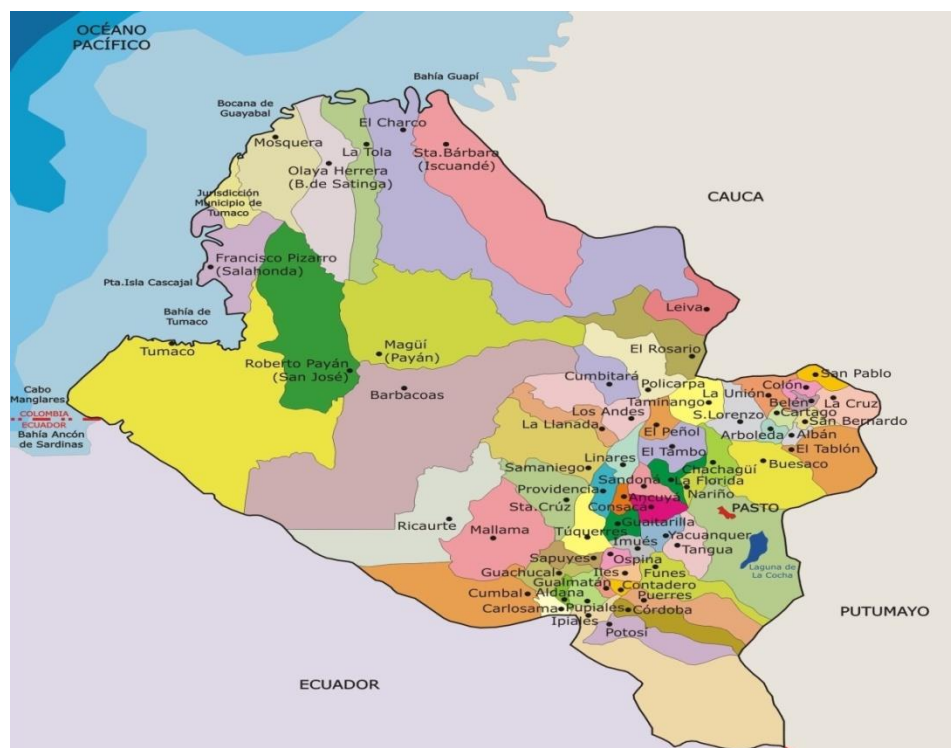 OCÉANO
PACÍFICO
Bahía Guapí
Bocana de
Guayabal
El Charco
Mosquera
La Tola
Sta.Bárbara
(Iscuandé)
Olaya Herrera
(B.de Satinga)
Jurisdicción
Municipio de
Tumaco
CAUCA
Francisco Pizarro
(Salahonda)
Pta.Isla Cascajal
Leiva
Bahía de
Tumaco
Tumaco
El Rosario
Magüí
(Payán)
Roberto Payán
(San José)
San Pablo
Cumbitará
Policarpa
Colón
Cabo
Manglares
Barbacoas
Taminango
La Unión
Belén
La Cruz
COLOMBIA
ECUADOR
Los Andes
S.Lorenzo
Cartago
San Bernardo
Bahía Ancón
de Sardinas
La Llanada
El Peñol
Arboleda
Albán
El Tambo
El Tablón
Linares
Chachagüí
Buesaco
Samaniego
Sandoná
La Florida
Providencia
Ancuya
Nariño
Sta.Crúz
Consacá
PASTO
Ricaurte
Mallama
Túquerres
Guaitarilla
Yacuanquer
Imués
Tangua
Sapuyes
Ospina
Laguna de
La Cocha
Guachucal
Iles
Funes
Gualmatán
Contadero
Cumbal
Aldana
Puerres
Carlosama
Pupiales
Córdoba
Ipiales
Potosi
PUTUMAYO
ECUADOR